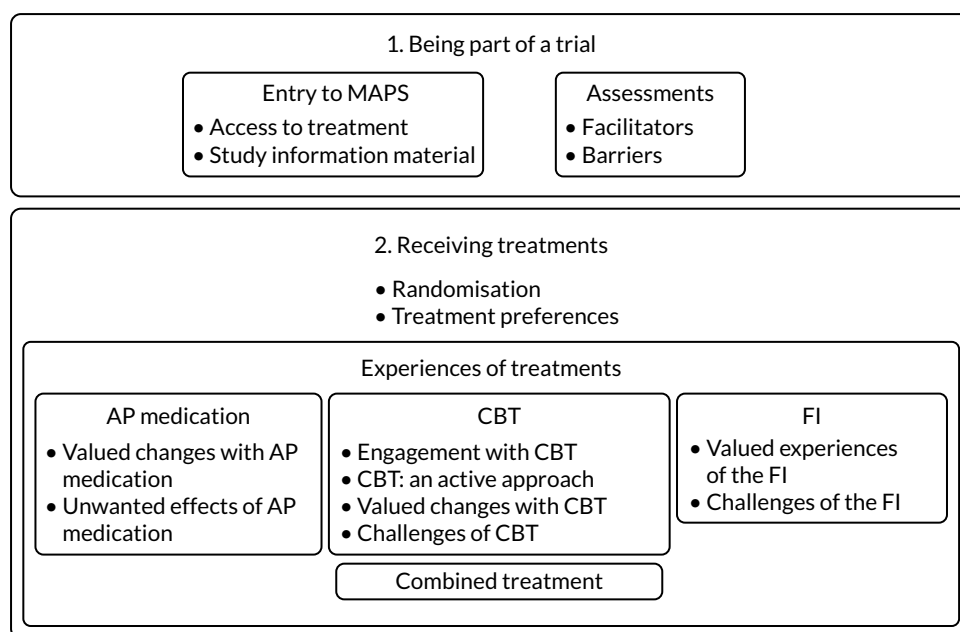 1. Being part of a trial
Entry to MAPS
• Access to treatment
• Study information material
Assessments
• Facilitators
• Barriers
2. Receiving treatments
• Randomisation
• Treatment preferences
Experiences of treatments
AP medication
• Valued changes with AP
medication
• Unwanted effects of AP
medication
CBT
• Engagement with CBT
• CBT: an active approach
• Valued changes with CBT
• Challenges of CBT
FI
• Valued experiences
of the FI
• Challenges of the FI
Combined treatment